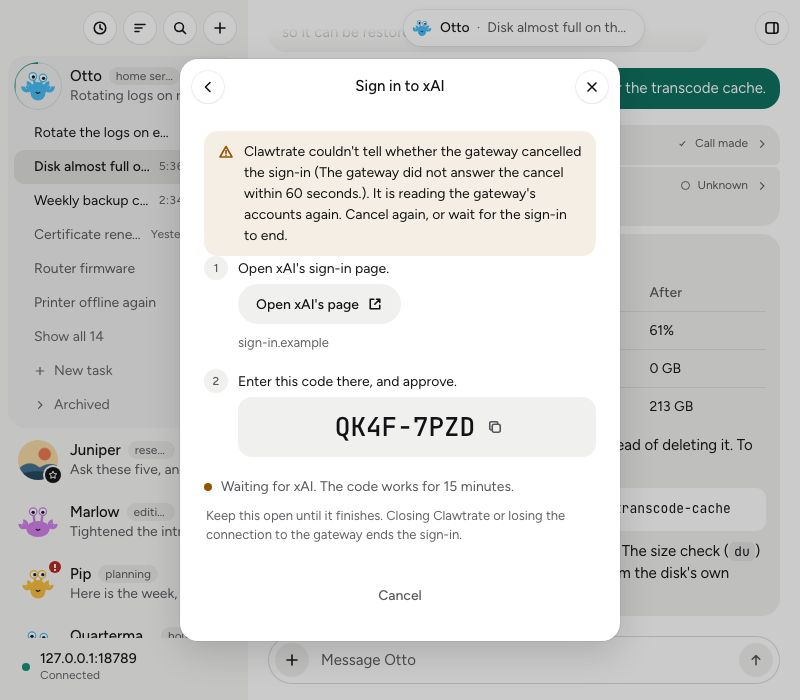 so it can be restor
Otto · Disk almost full on th...
Otto
home ser...
Rotating logs on r
Rotate the logs on e...
Disk almost full o...
5:36
Weekly backup c...
2:34
Certificate rene...
Yeste
Router firmware
Printer offline again
Show all 14
New task
Archived
Juniper
rese...
Ask these five, an
Marlow
editi...
Tightened the intr
Pip
planning
Here is the week,
Quarterma
127.0.0.1:18789
Connected
Sign in to xAI
Clawtrate couldn't tell whether the gateway cancelled
the sign-in (The gateway did not answer the cancel
within 60 seconds.). It is reading the gateway's
accounts again. Cancel again, or wait for the sign-in
to end.
1
Open xAI's sign-in page.
Open xAI's page
sign-in.example
2
Enter this code there, and approve.
QK4F-7PZD
Waiting for xAI. The code works for 15 minutes.
Keep this open until it finishes. Closing Clawtrate or losing the
connection to the gateway ends the sign-in.
Cancel
the transcode cache.
Call made
Unknown
After
61%
0 GB
213 GB
ead of deleting it. To
transcode-cache
The size check (du)
m the disk's own
Message Otto